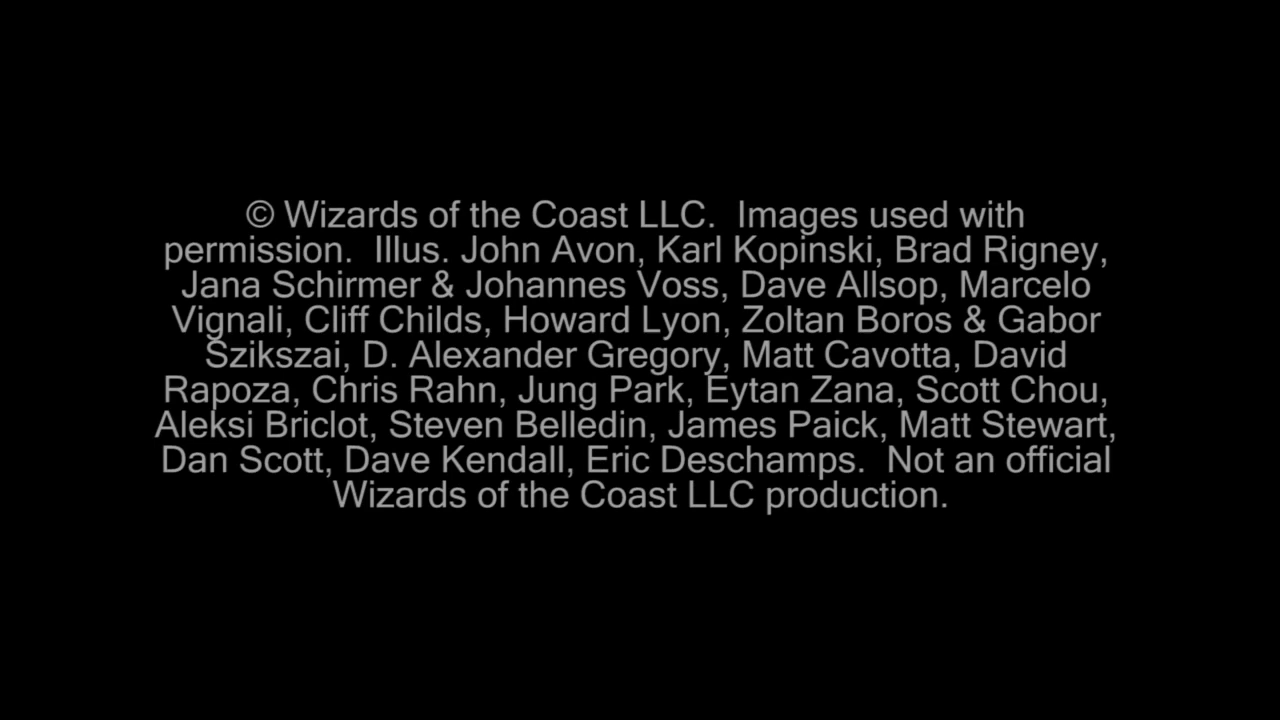 © Wizards of the Coast LLC.  Images used with
permission.  Illus. John Avon, Karl Kopinski, Brad Rigney,
Jana Schirmer & Johannes Voss, Dave Allsop, Marcelo
Vignali, Cliff Childs, Howard Lyon, Zoltan Boros & Gabor
Szikszai, D. Alexander Gregory, Matt Cavotta, David
Rapoza, Chris Rahn, Jung Park, Eytan Zana, Scott Chou,
Aleksi Briclot, Steven Belledin, James Paick, Matt Stewart,
Dan Scott, Dave Kendall, Eric Deschamps.  Not an official
Wizards of the Coast LLC production.